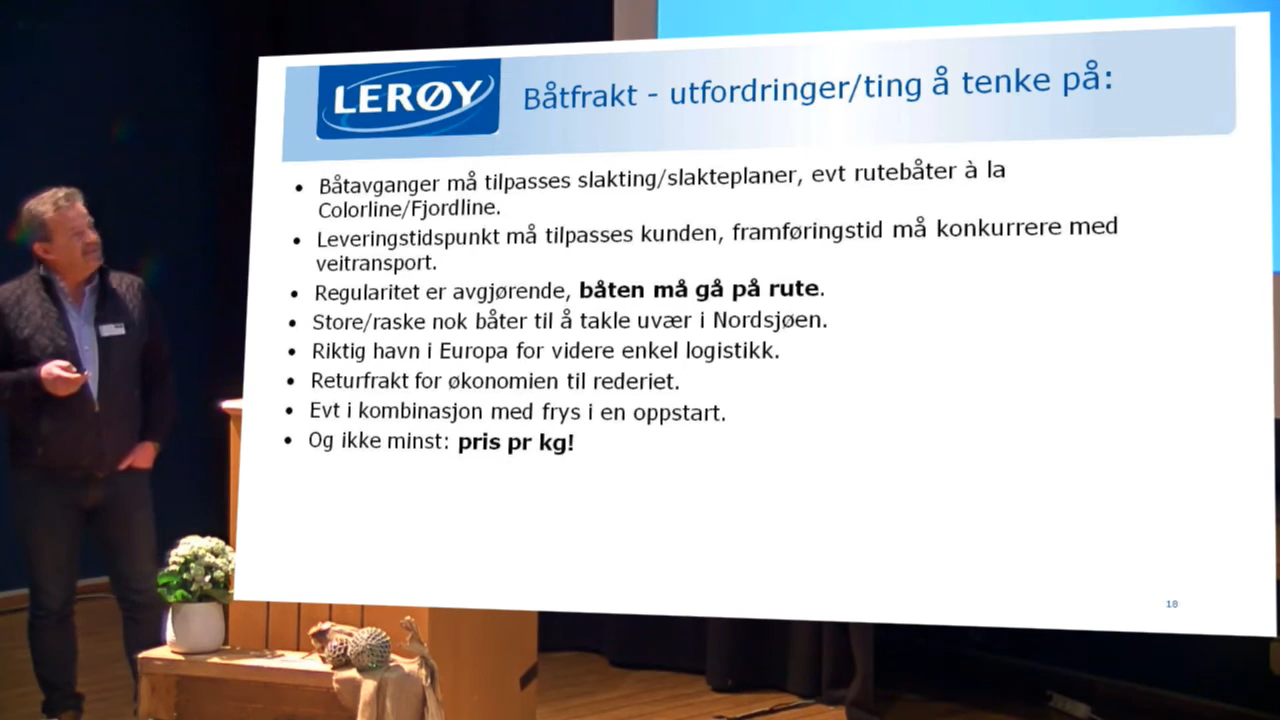 LERØY
Båtfrakt - utfordringer/ting å tenke på:
• Båtavganger må tilpasses slakting/slakteplaner, evt rutebåter à la
Colorline/Fjordline.
• Leveringstidspunkt må tilpasses kunden, framføringstid må konkurrere med
veitransport.
• Regularitet er avgjørende, båten må gå på rute.
• Store/raske nok båter til å takle uvær i Nordsjøen.
• Riktig havn i Europa for videre enkel logistikk.
• Returfrakt for økonomien til rederiet.
• Evt i kombinasjon med frys i en oppstart.
• Og ikke minst: pris pr kg!
18